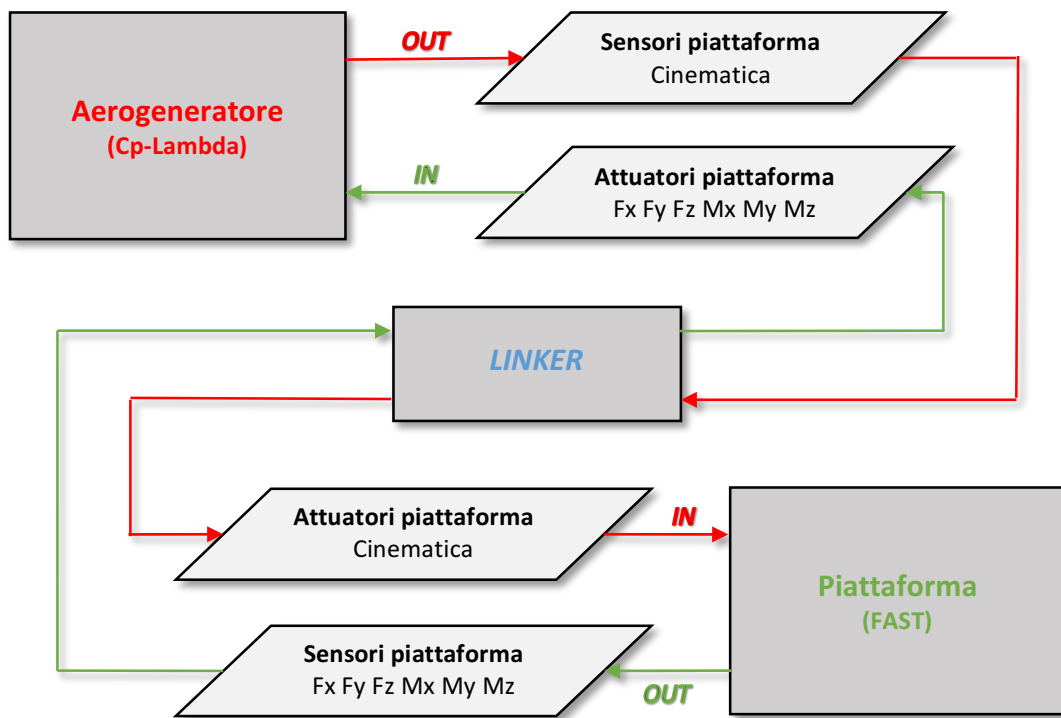 OUT
Sensori piattaforma
Cinematica
Aerogeneratore
(Cp-Lambda)
IN
Attuatori piattaforma
Fx Fy Fz Mx My Mz
LINKER
Attuatori piattaforma
Cinematica
IN
Piattaforma
(FAST)
Sensori piattaforma
Fx Fy Fz Mx My Mz
OUT